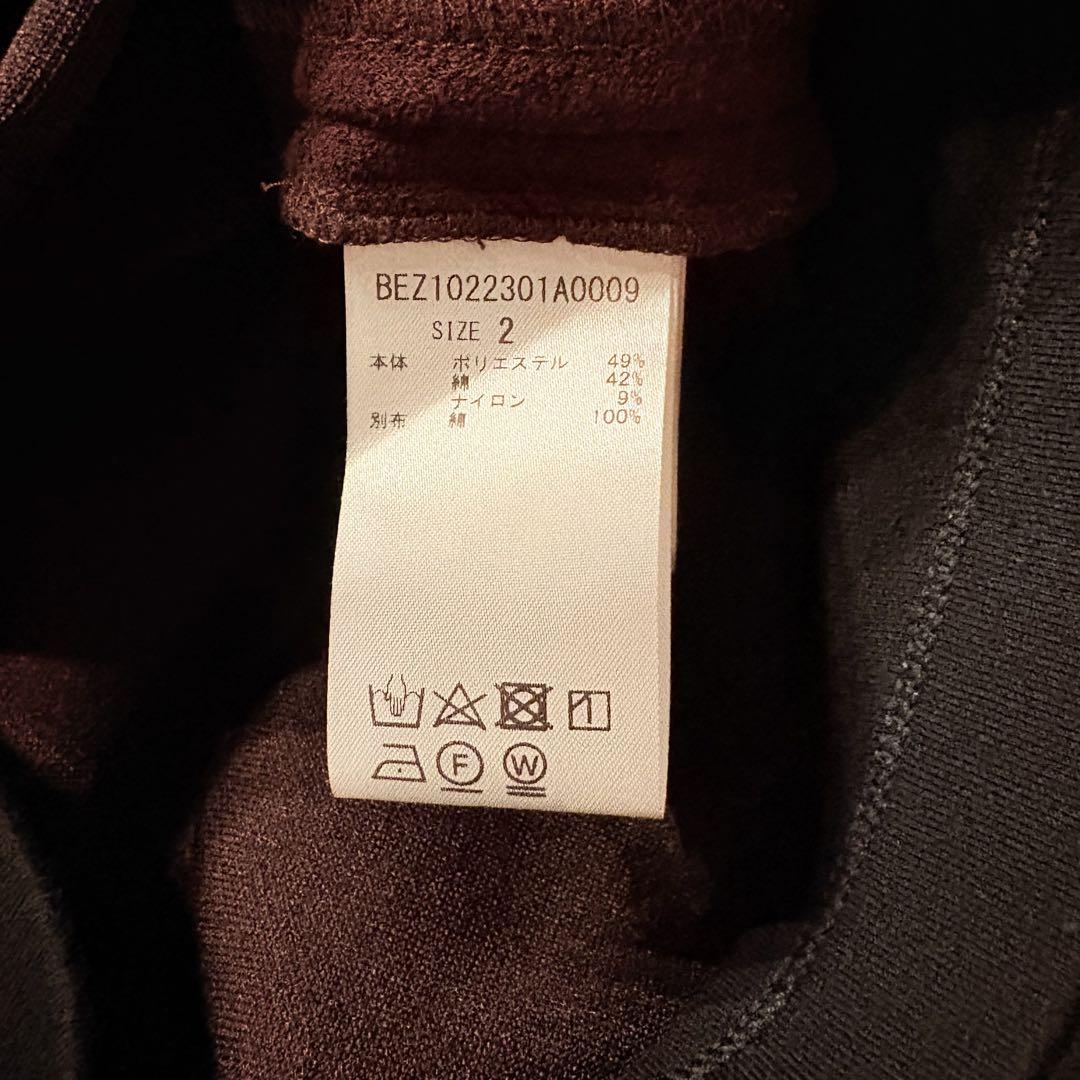 BEZ1022301A0009
SIZE 2
本体 ポリエステル 49%
綿 42%
ナイロン 9%
別布 綿 100%
F W